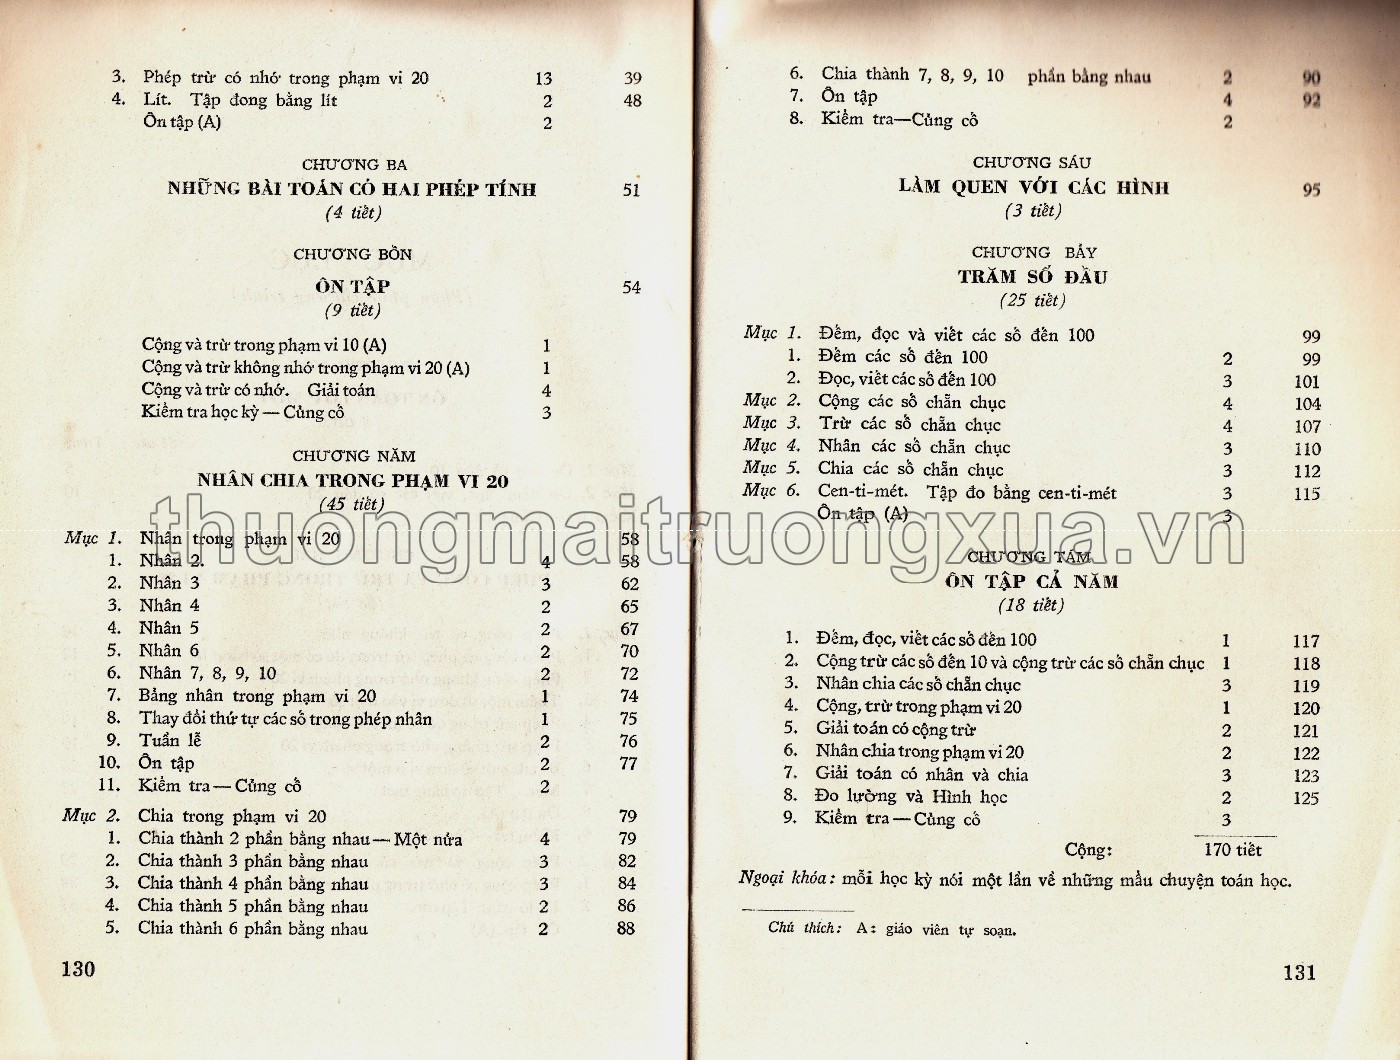 3. Phép trừ có nhớ trong phạm vi 20 13 39
4. Lít. Tập đong bằng lít 2 48
Ôn tập (A) 2
CHƯƠNG BA
NHỮNG BÀI TOÁN CÓ HAI PHÉP TÍNH 51
(4 tiết)
CHƯƠNG BỐN
ÔN TẬP 54
(9 tiết)
Cộng và trừ trong phạm vi 10 (A) 1
Cộng và trừ không nhớ trong phạm vi 20 (A) 1
Cộng và trừ có nhớ. Giải toán 4
Kiểm tra học kỳ — Củng cố 3
CHƯƠNG NĂM
NHÂN CHIA TRONG PHẠM VI 20
(45 tiết)
Mục 1. Nhân trong phạm vi 20 58
1. Nhân 2. 4 58
2. Nhân 3 3 62
3. Nhân 4 2 65
4. Nhân 5 2 67
5. Nhân 6 2 70
6. Nhân 7, 8, 9, 10 2 72
7. Bảng nhân trong phạm vi 20 1 74
8. Thay đổi thứ tự các số trong phép nhân 1 75
9. Tuần lễ 2 76
10. Ôn tập 2 77
11. Kiểm tra — Củng cố 2
Mục 2. Chia trong phạm vi 20 79
1. Chia thành 2 phần bằng nhau — Một nửa 4 79
2. Chia thành 3 phần bằng nhau 3 82
3. Chia thành 4 phần bằng nhau 3 84
4. Chia thành 5 phần bằng nhau 2 86
5. Chia thành 6 phần bằng nhau 2 88
130
6. Chia thành 7, 8, 9, 10 phần bằng nhau 2 90
7. Ôn tập 4 92
8. Kiểm tra—Củng cố 2
CHƯƠNG SÁU
LÀM QUEN VỚI CÁC HÌNH 95
(3 tiết)
CHƯƠNG BẢY
TRĂM SỐ ĐẦU
(25 tiết)
Mục 1. Đếm, đọc và viết các số đến 100 99
1. Đếm các số đến 100 2 99
2. Đọc, viết các số đến 100 3 101
Mục 2. Cộng các số chẵn chục 4 104
Mục 3. Trừ các số chẵn chục 4 107
Mục 4. Nhân các số chẵn chục 3 110
Mục 5. Chia các số chẵn chục 3 112
Mục 6. Cen-ti-mét. Tập đo bằng cen-ti-mét 3 115
Ôn tập (A) 3
CHƯƠNG TÁM
ÔN TẬP CẢ NĂM
(18 tiết)
1. Đếm, đọc, viết các số đến 100 1 117
2. Cộng trừ các số đến 10 và cộng trừ các số chẵn chục 1 118
3. Nhân chia các số chẵn chục 3 119
4. Cộng, trừ trong phạm vi 20 1 120
5. Giải toán có cộng trừ 2 121
6. Nhân chia trong phạm vi 20 2 122
7. Giải toán có nhân và chia 3 123
8. Đo lường và Hình học 2 125
9. Kiểm tra — Củng cố 3
Cộng: 170 tiết
Ngoại khóa: mỗi học kỳ nói một lần về những mẩu chuyện toán học.
Chú thích: A: giáo viên tự soạn.
131
thuongmaitruongxua.vn